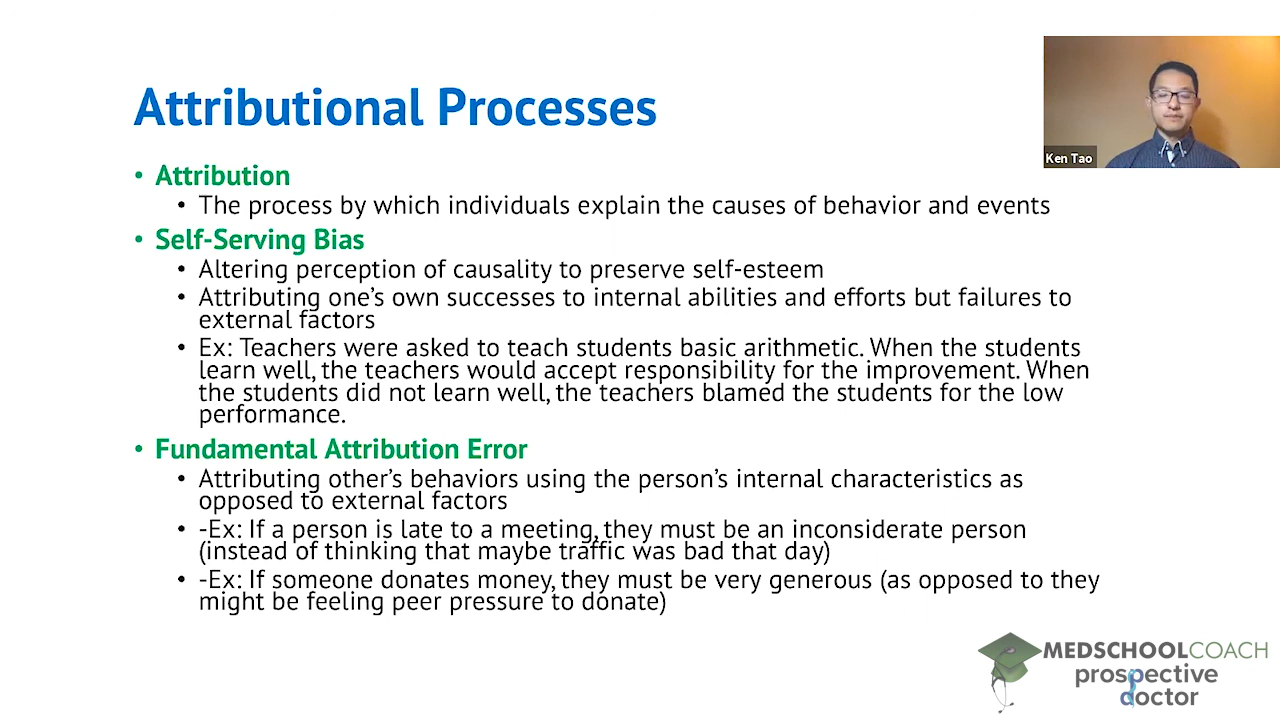 Attributional Processes
Ken Tao
• Attribution
• The process by which individuals explain the causes of behavior and events
• Self-Serving Bias
• Altering perception of causality to preserve self-esteem
• Attributing one's own successes to internal abilities and efforts but failures to
external factors
• Ex: Teachers were asked to teach students basic arithmetic. When the students
learn well, the teachers would accept responsibility for the improvement. When
the students did not learn well, the teachers blamed the students for the low
performance.
• Fundamental Attribution Error
• Attributing other's behaviors using the person's internal characteristics as
opposed to external factors
• -Ex: If a person is late to a meeting, they must be an inconsiderate person
(instead of thinking that maybe traffic was bad that day)
• -Ex: If someone donates money, they must be very generous (as opposed to they
might be feeling peer pressure to donate)
MEDSCHOOLCOACH
prospective
doctor